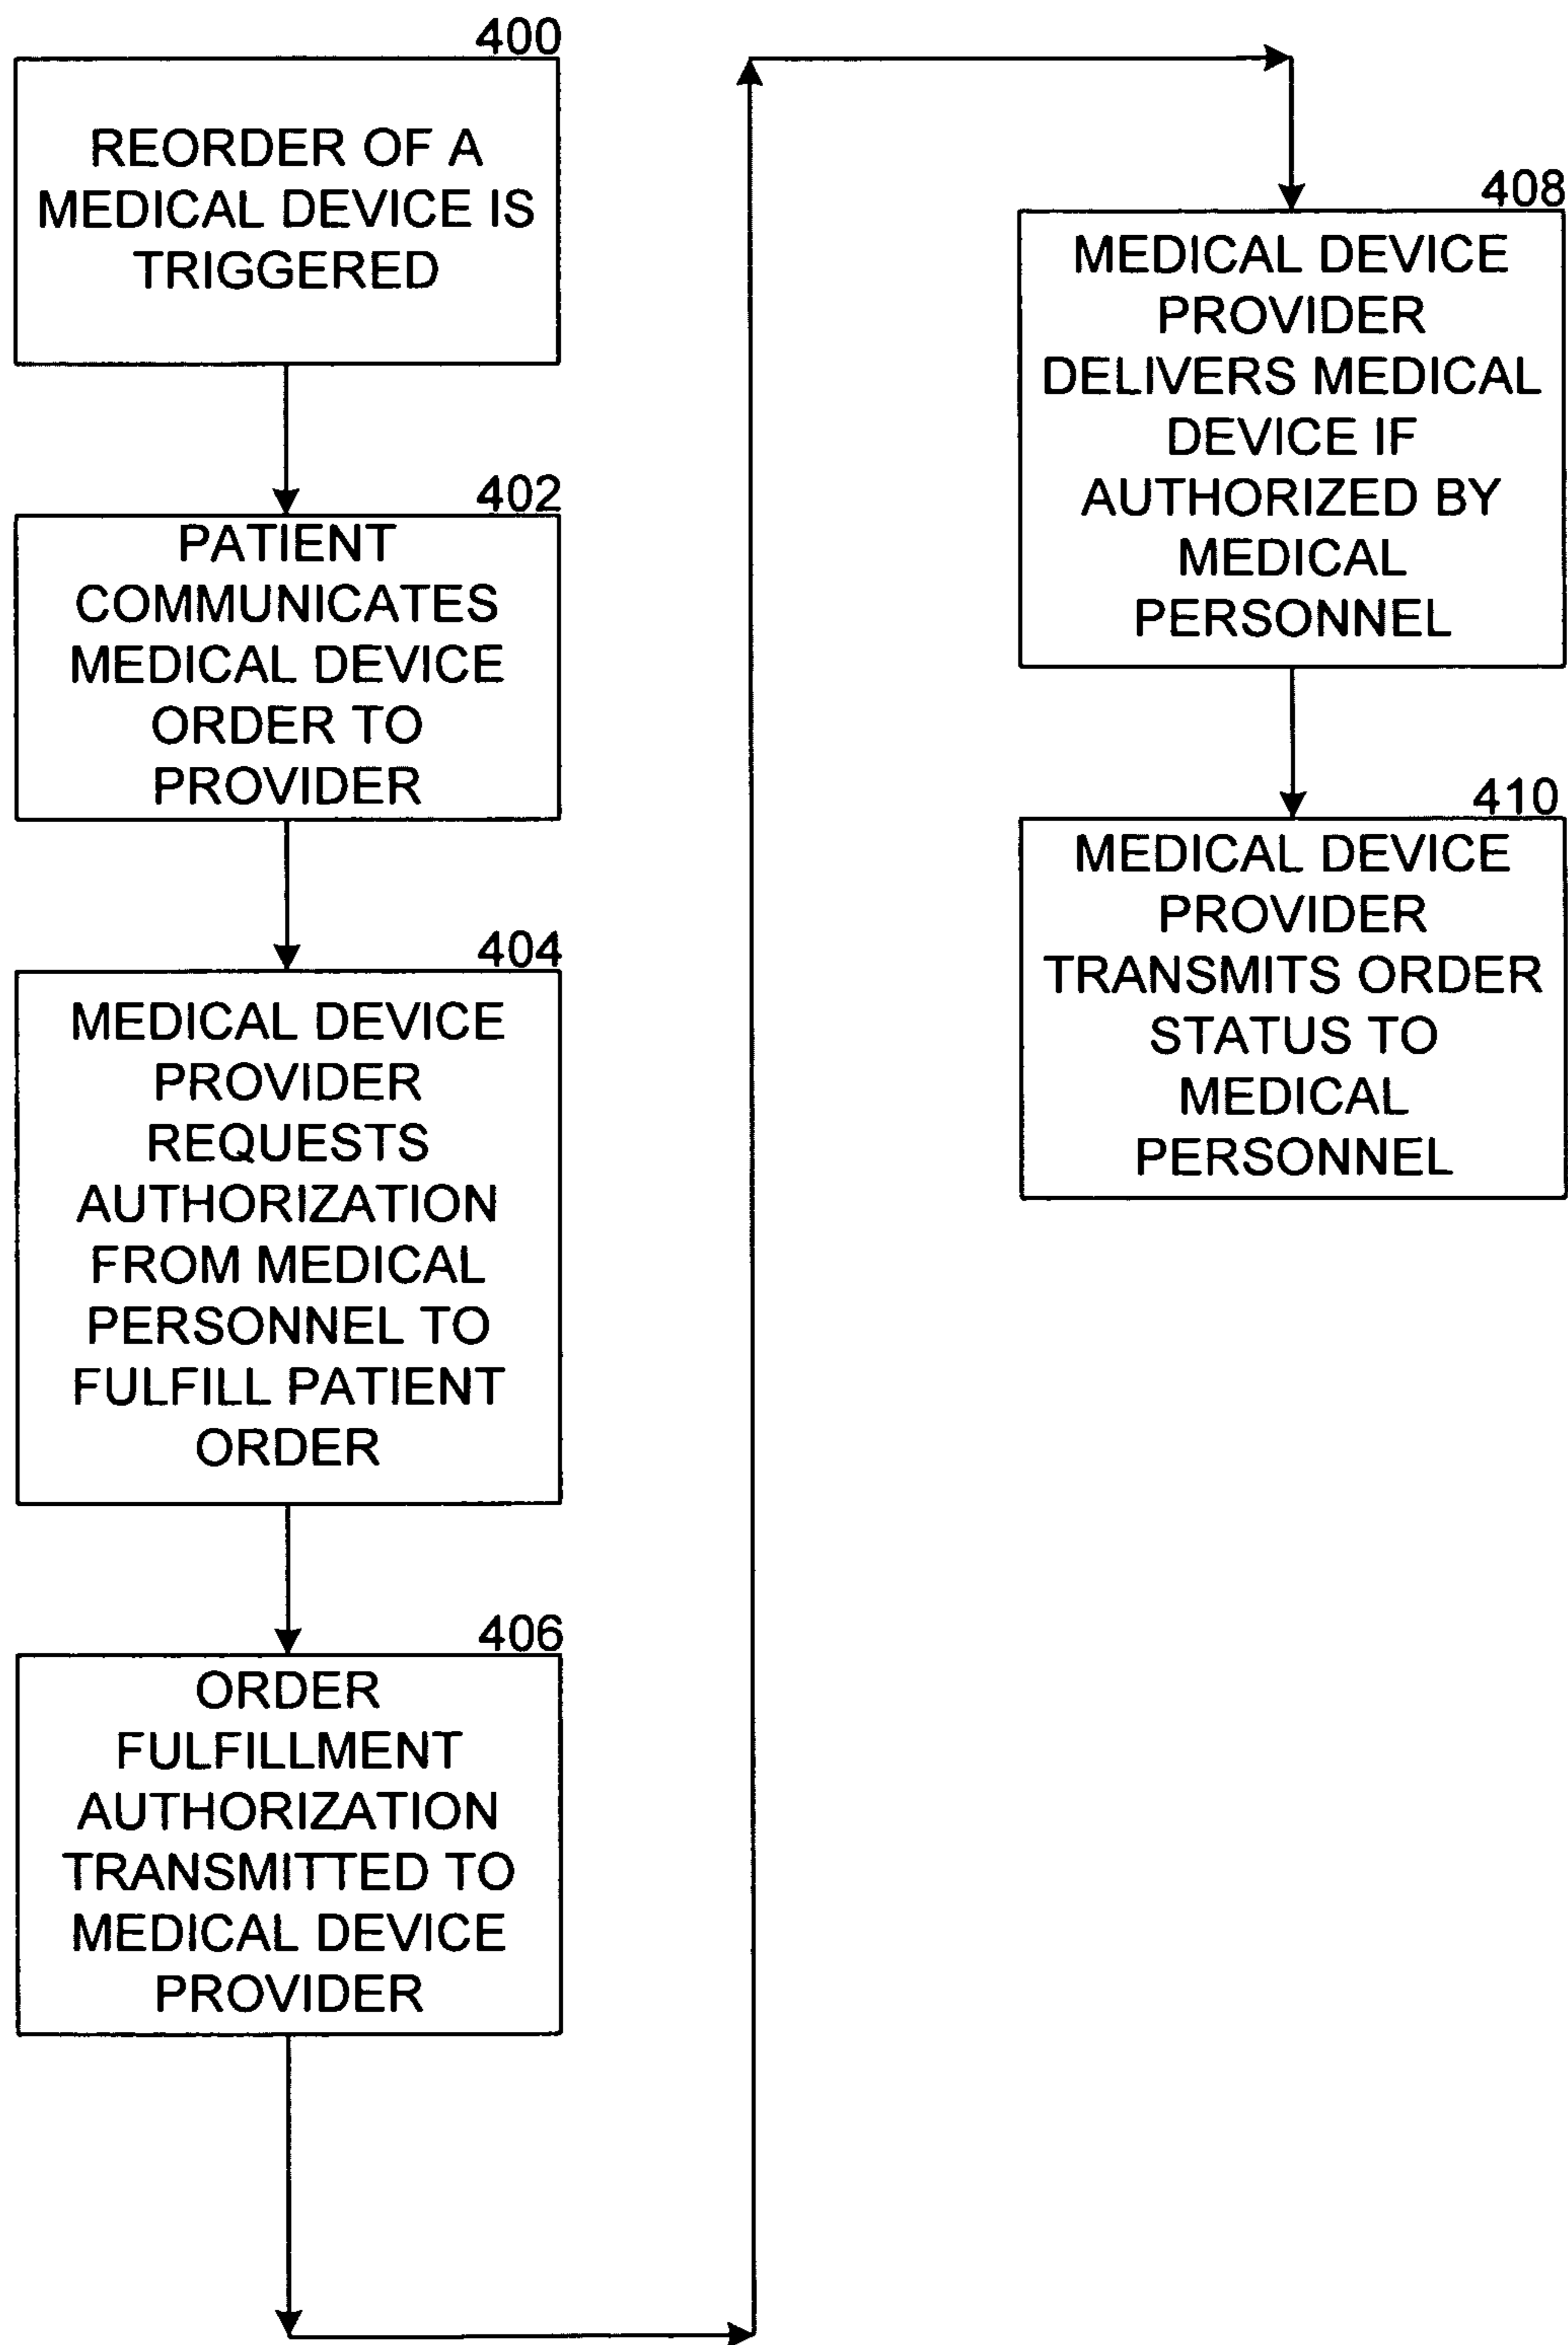 400
REORDER OF A
MEDICAL DEVICE IS
TRIGGERED
402
PATIENT
COMMUNICATES
MEDICAL DEVICE
ORDER TO
PROVIDER
404
MEDICAL DEVICE
PROVIDER
REQUESTS
AUTHORIZATION
FROM MEDICAL
PERSONNEL TO
FULFILL PATIENT
ORDER
406
ORDER
FULFILLMENT
AUTHORIZATION
TRANSMITTED TO
MEDICAL DEVICE
PROVIDER
408
MEDICAL DEVICE
PROVIDER
DELIVERS MEDICAL
DEVICE IF
AUTHORIZED BY
MEDICAL
PERSONNEL
410
MEDICAL DEVICE
PROVIDER
TRANSMITS ORDER
STATUS TO
MEDICAL
PERSONNEL